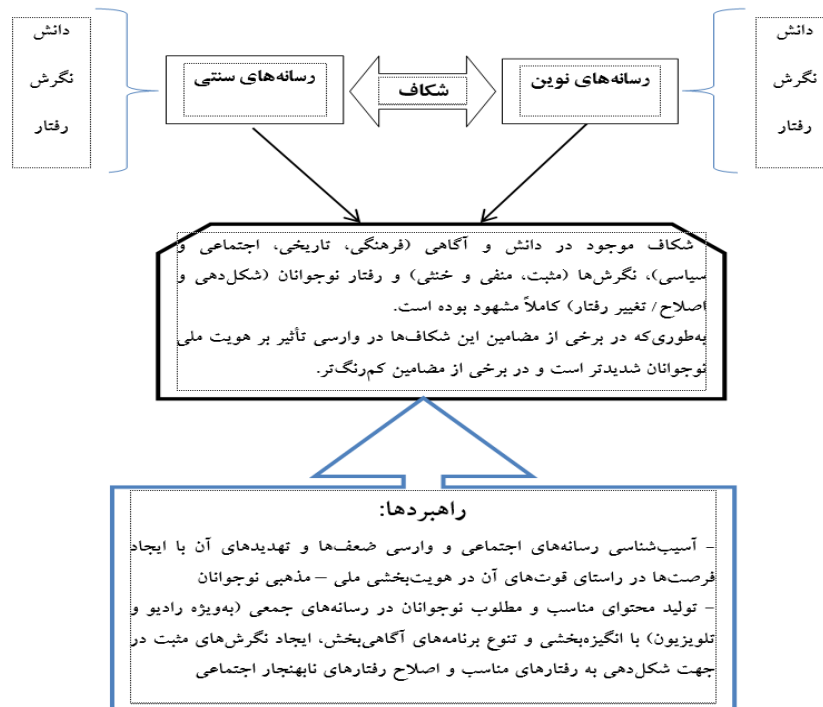 دانش
نگرش
رفتار
رسانه‌های نوین
شکاف
رسانه‌های سنتی
دانش
نگرش
رفتار
شکاف موجود در دانش و آگاهی (فرهنگی، تاریخی، اجتماعی و
سیاسی)، نگرش‌ها (مثبت، منفی و خنثی) و رفتار نوجوانان (شکل‌دهی و
اصلاح/ تغییر رفتار) کاملاً مشهود بوده است.
به‌طوری‌که در برخی از مضامین این شکاف‌ها در وارسی تأثیر بر هویت ملی
نوجوانان شدیدتر است و در برخی از مضامین کم‌رنگ‌تر.
راهبردها:
- آسیب‌شناسی رسانه‌های اجتماعی و وارسی ضعف‌ها و تهدیدهای آن با ایجاد
فرصت‌ها در راستای قوت‌های آن در هویت‌بخشی ملی – مذهبی نوجوانان
- تولید محتوای مناسب و مطلوب نوجوانان در رسانه‌های جمعی (به‌ویژه رادیو و
تلویزیون) با انگیزه‌بخشی و تنوع برنامه‌های آگاهی‌بخش، ایجاد نگرش‌های مثبت در
جهت شکل‌دهی به رفتارهای مناسب و اصلاح رفتارهای نابهنجار اجتماعی